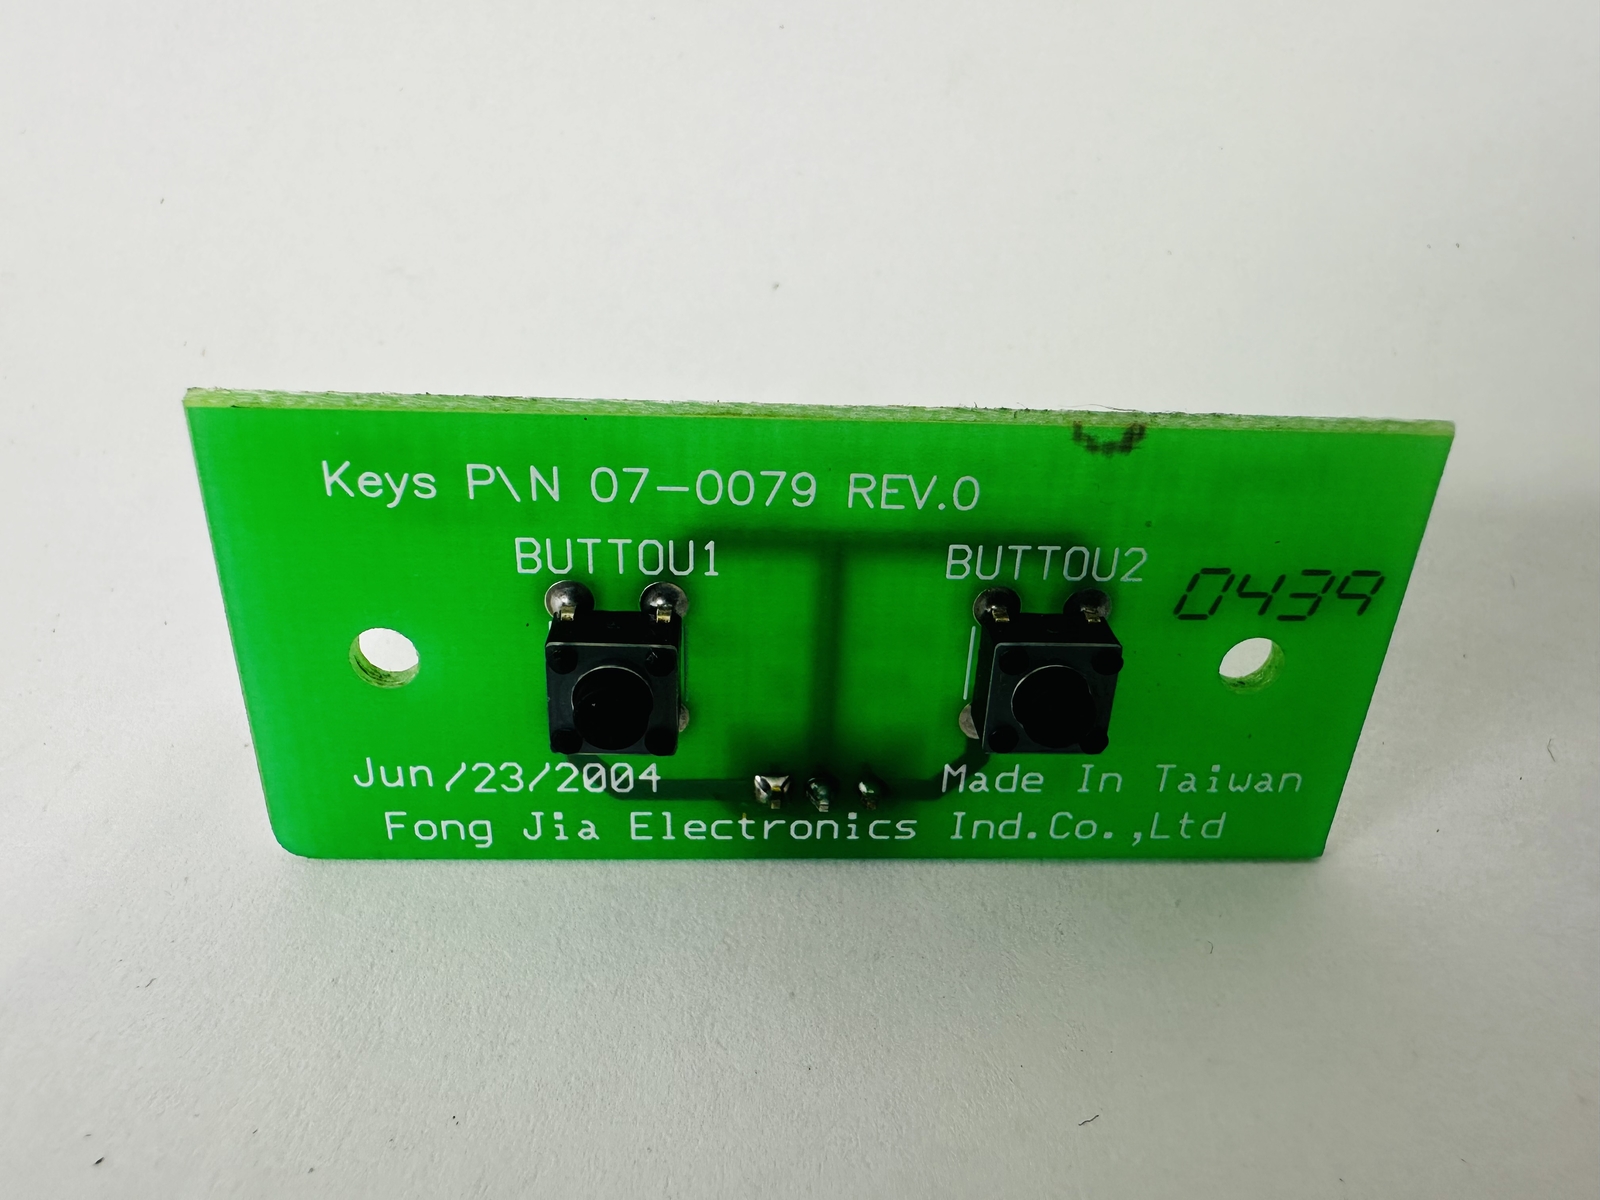 Keys P\N 07-0079 REV.0
BUTTOU1
BUTTOU2
0439
Jun/23/2004
Made In Taiwan
Fong Jia Electronics Ind.Co.,Ltd